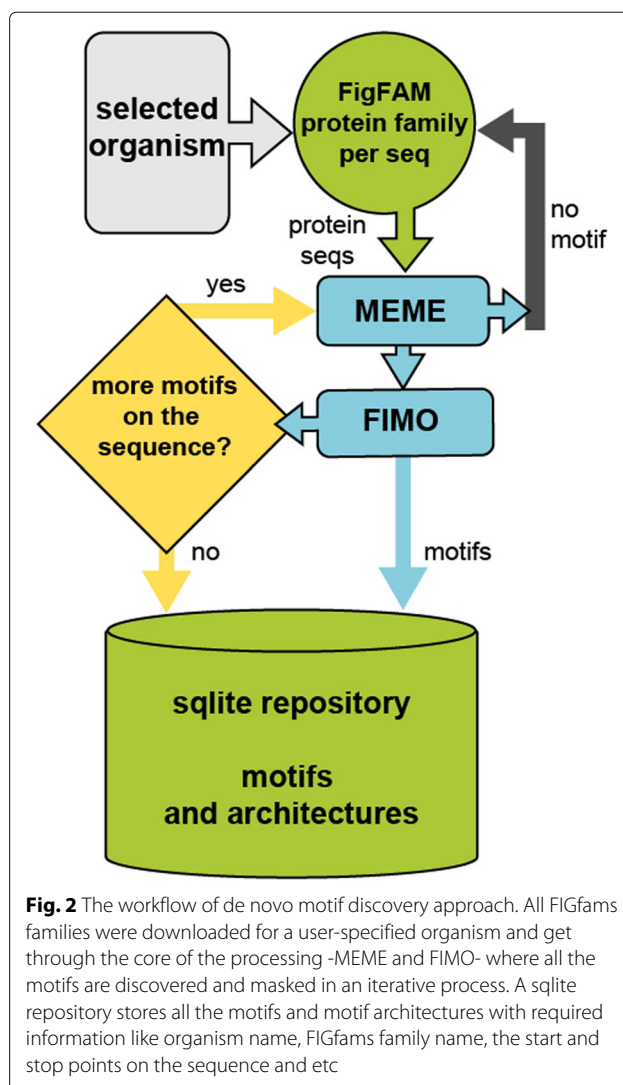 selected
organism
FigFAM
protein family
per seq
no
motif
protein
seqs
yes
MEME
more motifs
on the
sequence?
FIMO
no
motifs
sqlite repository
motifs
and architectures
Fig. 2 The workflow of de novo motif discovery approach. All FIGfams
families were downloaded for a user-specified organism and get
through the core of the processing -MEME and FIMO- where all the
motifs are discovered and masked in an iterative process. A sqlite
repository stores all the motifs and motif architectures with required
information like organism name, FIGfams family name, the start and
stop points on the sequence and etc